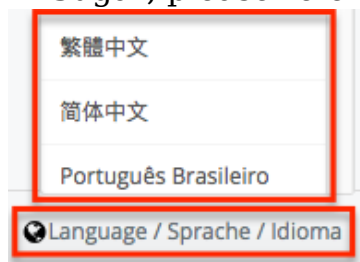 繁體中文
简体中文
Português Brasileiro
Language / Sprache / Idioma